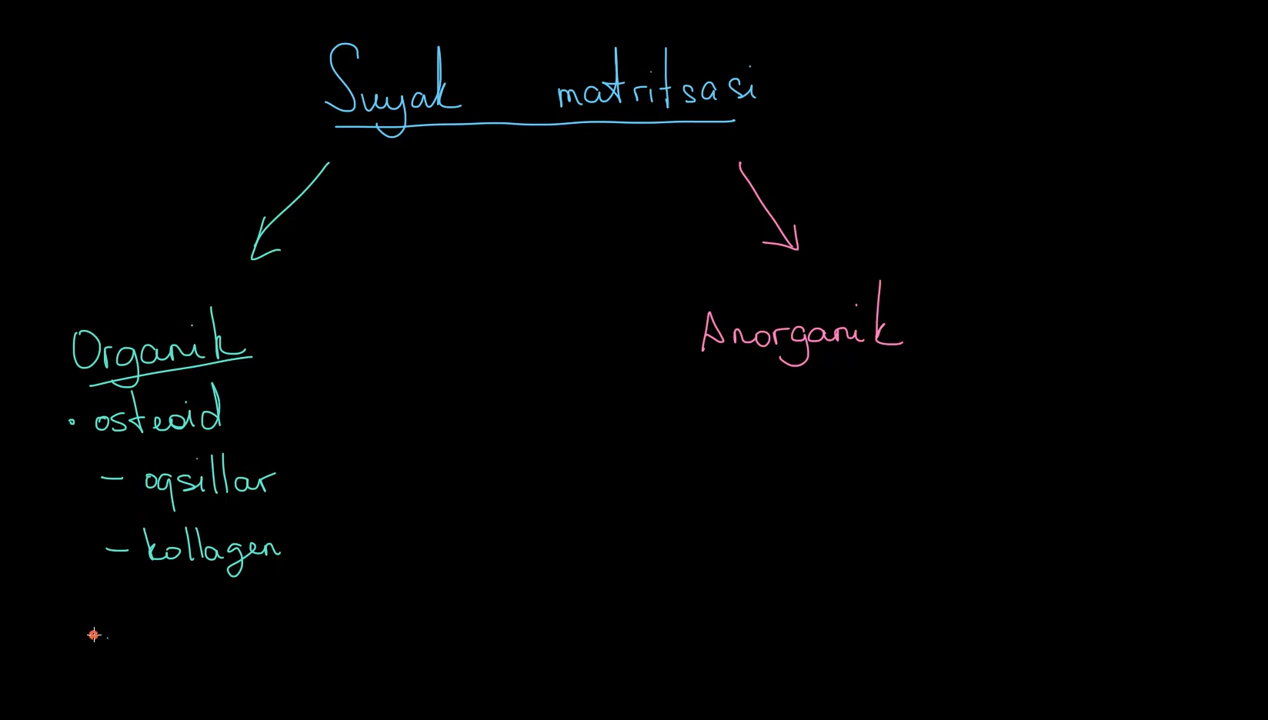 Suyak matritsasi
Organik
Anorganik
• osteoid
- oqsillar
- kollagen